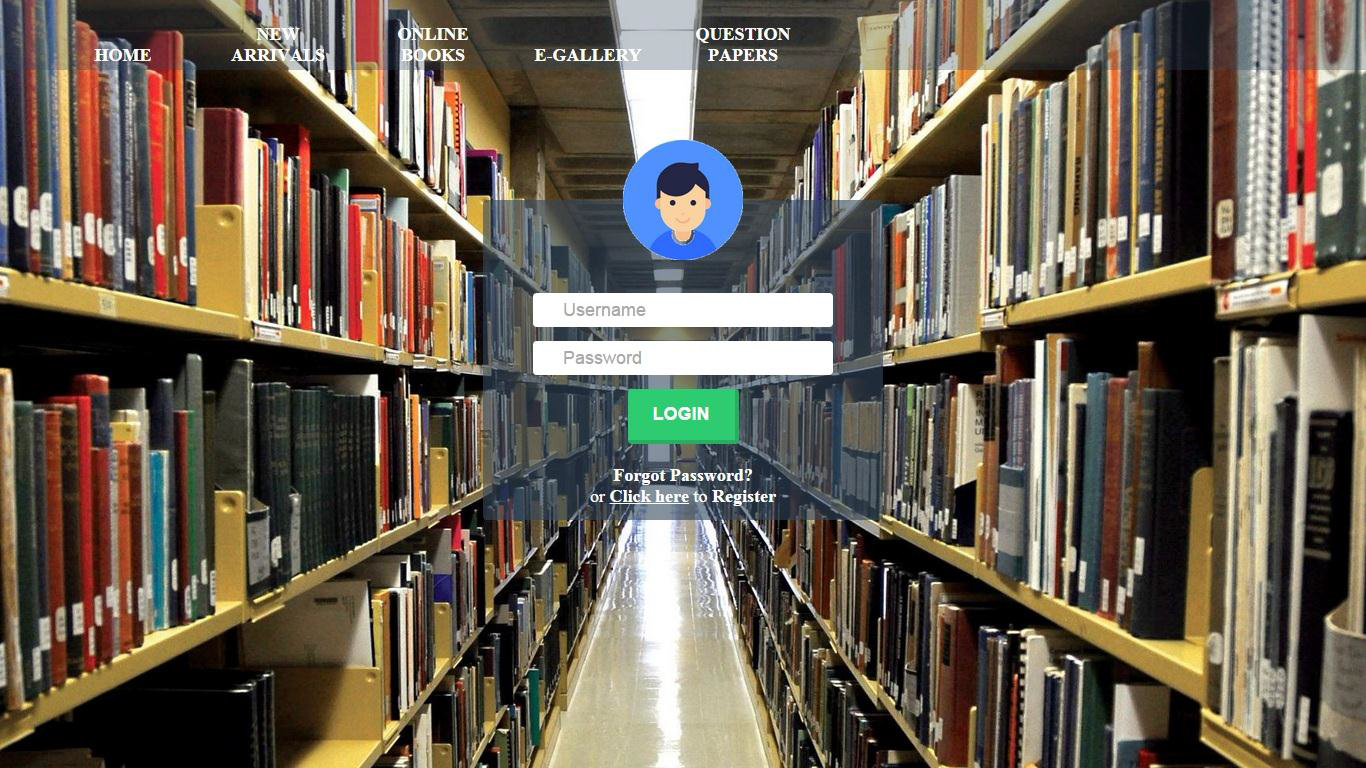 HOME
NEW
ARRIVALS
ONLINE
BOOKS
E-GALLERY
QUESTION
PAPERS
Username
Password
LOGIN
Forgot Password?
or Click here to Register